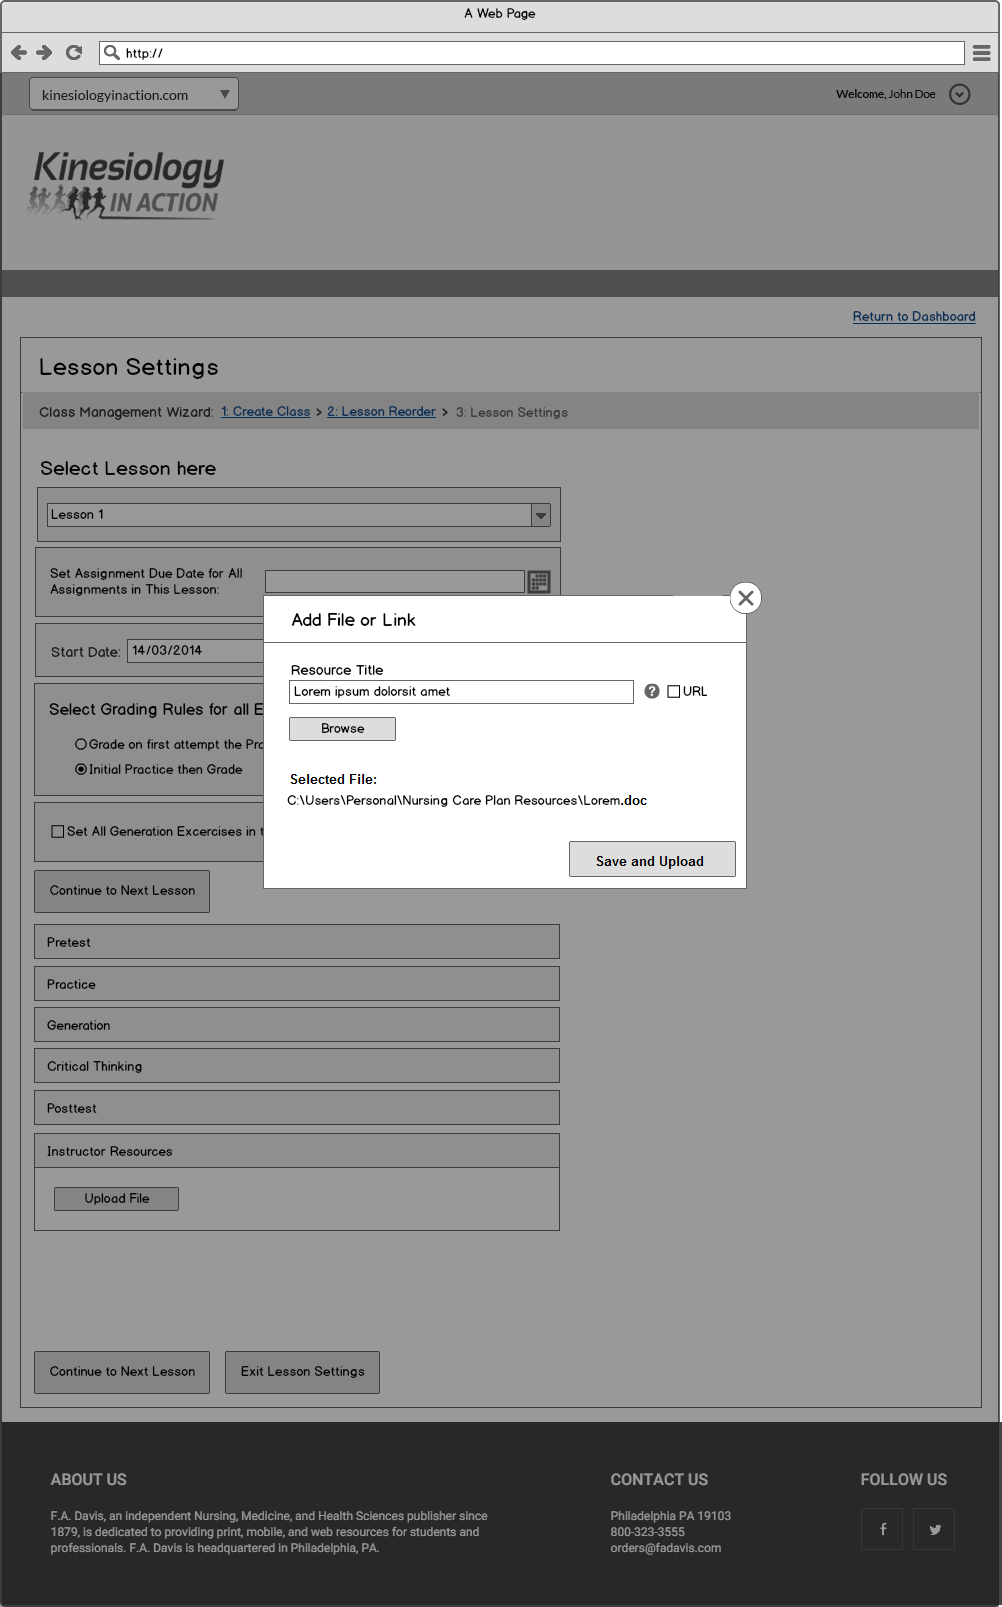 A Web Page
http://
kinesiologyinaction.com
Welcome, John Doe
Kinesiology
IN ACTION
Return to Dashboard
Lesson Settings
Class Management Wizard: 1: Create Class > 2: Lesson Reorder > 3: Lesson Settings
Select Lesson here
Lesson 1
Set Assignment Due Date for All
Assignments in This Lesson:
Add File or Link
Start Date: 14/03/2014
Resource Title
Lorem ipsum dolorsit amet
? URL
Select Grading Rules for all E
Browse
Grade on first attempt the Pra
Initial Practice then Grade
Selected File:
C:\Users\Personal\Nursing Care Plan Resources\Lorem.doc
Set All Generation Excercises in t
Save and Upload
Continue to Next Lesson
Pretest
Practice
Generation
Critical Thinking
Posttest
Instructor Resources
Upload File
Continue to Next Lesson
Exit Lesson Settings
ABOUT US
F.A. Davis, an independent Nursing, Medicine, and Health Sciences publisher since
1879, is dedicated to providing print, mobile, and web resources for students and
professionals. F.A. Davis is headquartered in Philadelphia, PA.
CONTACT US
Philadelphia PA 19103
800-323-3555
orders@fadavis.com
FOLLOW US